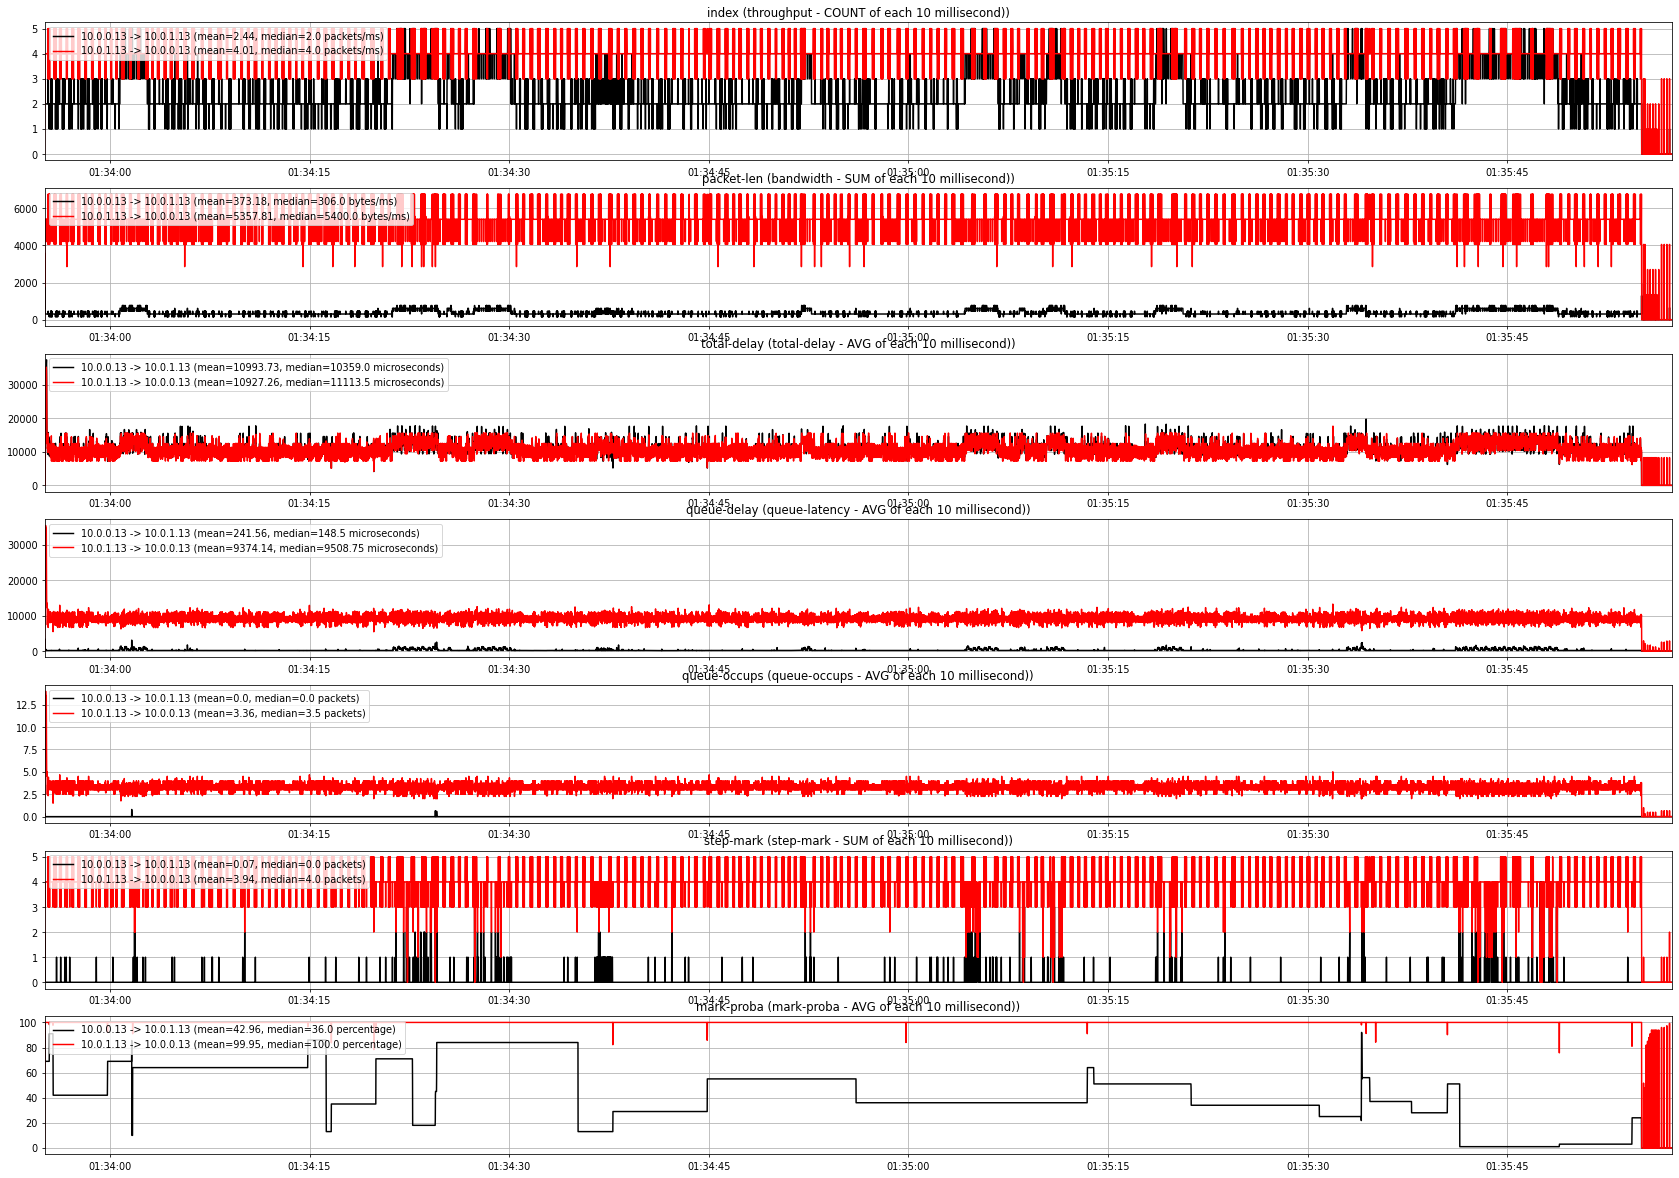 index (throughput - COUNT of each 10 millisecond))
10.0.0.13 -> 10.0.1.13 (mean=2.44, median=2.0 packets/ms)
10.0.1.13 -> 10.0.0.13 (mean=4.01, median=4.0 packets/ms)
5
4
3
2
1
0
01:34:00 01:34:15 01:34:30 01:34:45 01:35:00 01:35:15 01:35:30 01:35:45
packet-len (bandwidth - SUM of each 10 millisecond))
10.0.0.13 -> 10.0.1.13 (mean=373.18, median=306.0 bytes/ms)
10.0.1.13 -> 10.0.0.13 (mean=5357.81, median=5400.0 bytes/ms)
6000
4000
2000
0
01:34:00 01:34:15 01:34:30 01:34:45 01:35:00 01:35:15 01:35:30 01:35:45
total-delay (total-delay - AVG of each 10 millisecond))
10.0.0.13 -> 10.0.1.13 (mean=10993.73, median=10359.0 microseconds)
10.0.1.13 -> 10.0.0.13 (mean=10927.26, median=11113.5 microseconds)
30000
20000
10000
0
01:34:00 01:34:15 01:34:30 01:34:45 01:35:00 01:35:15 01:35:30 01:35:45
queue-delay (queue-latency - AVG of each 10 millisecond))
10.0.0.13 -> 10.0.1.13 (mean=241.56, median=148.5 microseconds)
10.0.1.13 -> 10.0.0.13 (mean=9374.14, median=9508.75 microseconds)
30000
20000
10000
0
01:34:00 01:34:15 01:34:30 01:34:45 01:35:00 01:35:15 01:35:30 01:35:45
queue-occups (queue-occups - AVG of each 10 millisecond))
10.0.0.13 -> 10.0.1.13 (mean=0.0, median=0.0 packets)
10.0.1.13 -> 10.0.0.13 (mean=3.36, median=3.5 packets)
12.5
10.0
7.5
5.0
2.5
0.0
01:34:00 01:34:15 01:34:30 01:34:45 01:35:00 01:35:15 01:35:30 01:35:45
step-mark (step-mark - SUM of each 10 millisecond))
10.0.0.13 -> 10.0.1.13 (mean=0.07, median=0.0 packets)
10.0.1.13 -> 10.0.0.13 (mean=3.94, median=4.0 packets)
5
4
3
2
1
0
01:34:00 01:34:15 01:34:30 01:34:45 01:35:00 01:35:15 01:35:30 01:35:45
mark-proba (mark-proba - AVG of each 10 millisecond))
10.0.0.13 -> 10.0.1.13 (mean=42.96, median=36.0 percentage)
10.0.1.13 -> 10.0.0.13 (mean=99.95, median=100.0 percentage)
100
80
60
40
20
0
01:34:00 01:34:15 01:34:30 01:34:45 01:35:00 01:35:15 01:35:30 01:35:45